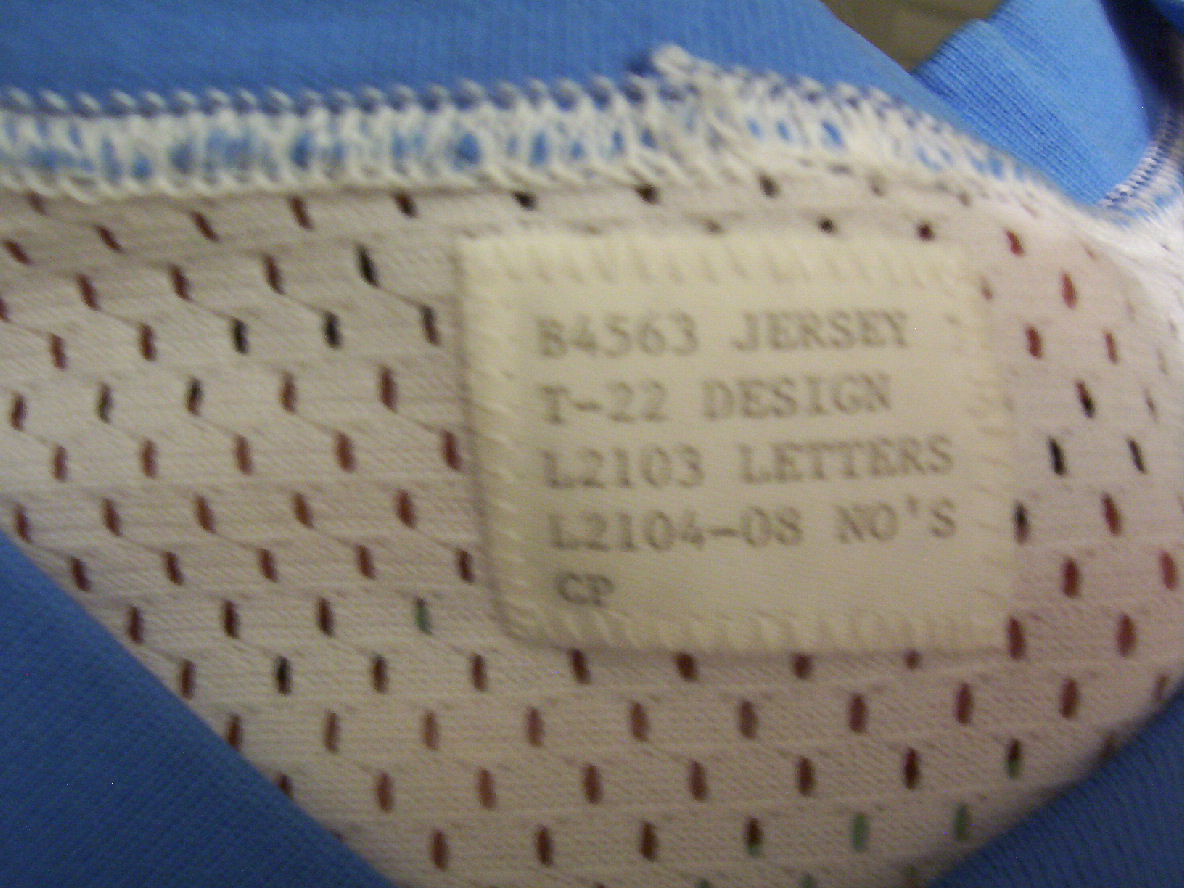 B4563 JERSEY
T-22 DESIGN
L2103 LETTERS
L2104-08 NO'S
CP